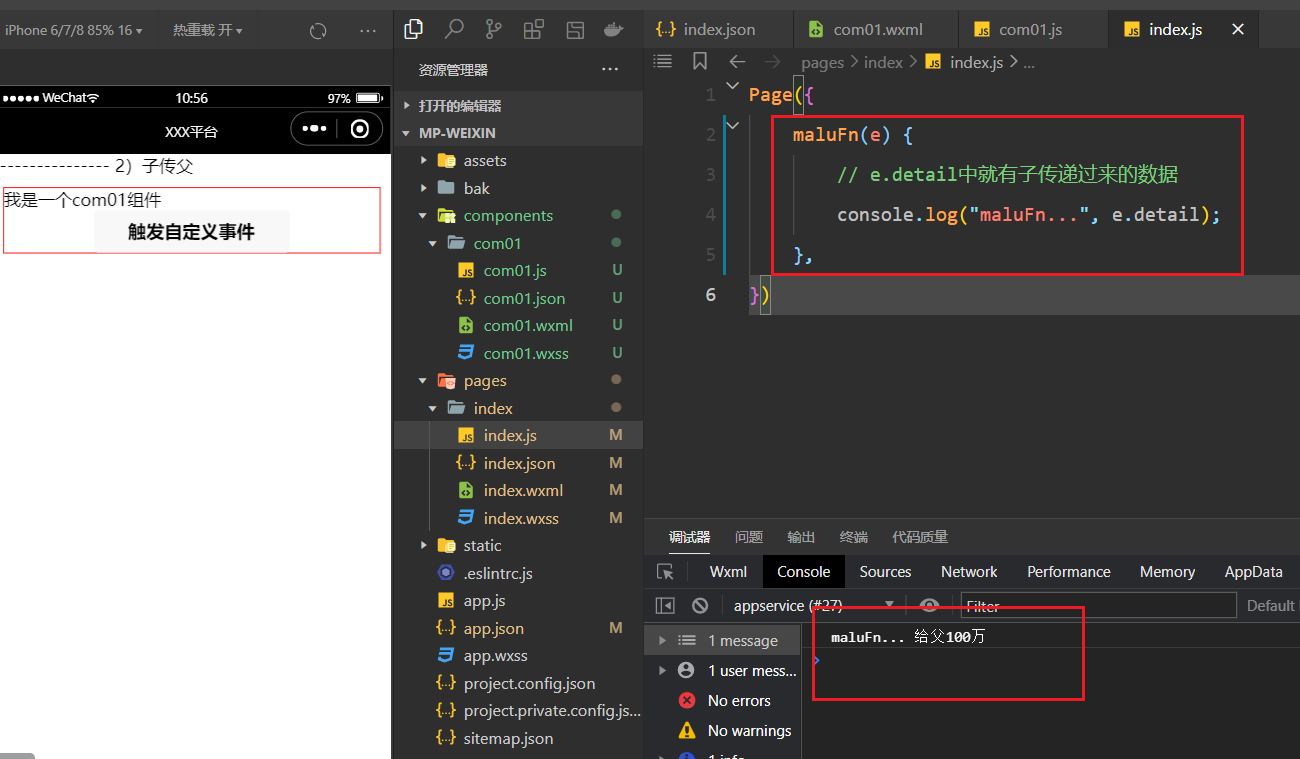 iPhone 6/7/8 85% 16
热重载 开
WeChat
10:56
97%
XXX平台
--------------- 2）子传父
我是一个com01组件
触发自定义事件
资源管理器
打开的编辑器
MP-WEIXIN
assets
bak
components
com01
com01.js U
com01.json U
com01.wxml U
com01.wxss U
pages
index
index.js M
index.json M
index.wxml M
index.wxss M
static
.eslintrc.js
app.js
app.json M
app.wxss
project.config.json
project.private.config.js...
sitemap.json
index.json
com01.wxml
com01.js
index.js
pages > index > index.js > ...
1 Page({
2 maluFn(e) {
3 // e.detail中就有子传递过来的数据
4 console.log("maluFn...", e.detail);
5 },
6 })
调试器 问题 输出 终端 代码质量
Wxml Console Sources Network Performance Memory AppData
appservice (#27) Filter Default
1 message
1 user mess...
No errors
No warnings
1 info
maluFn... 给父100万